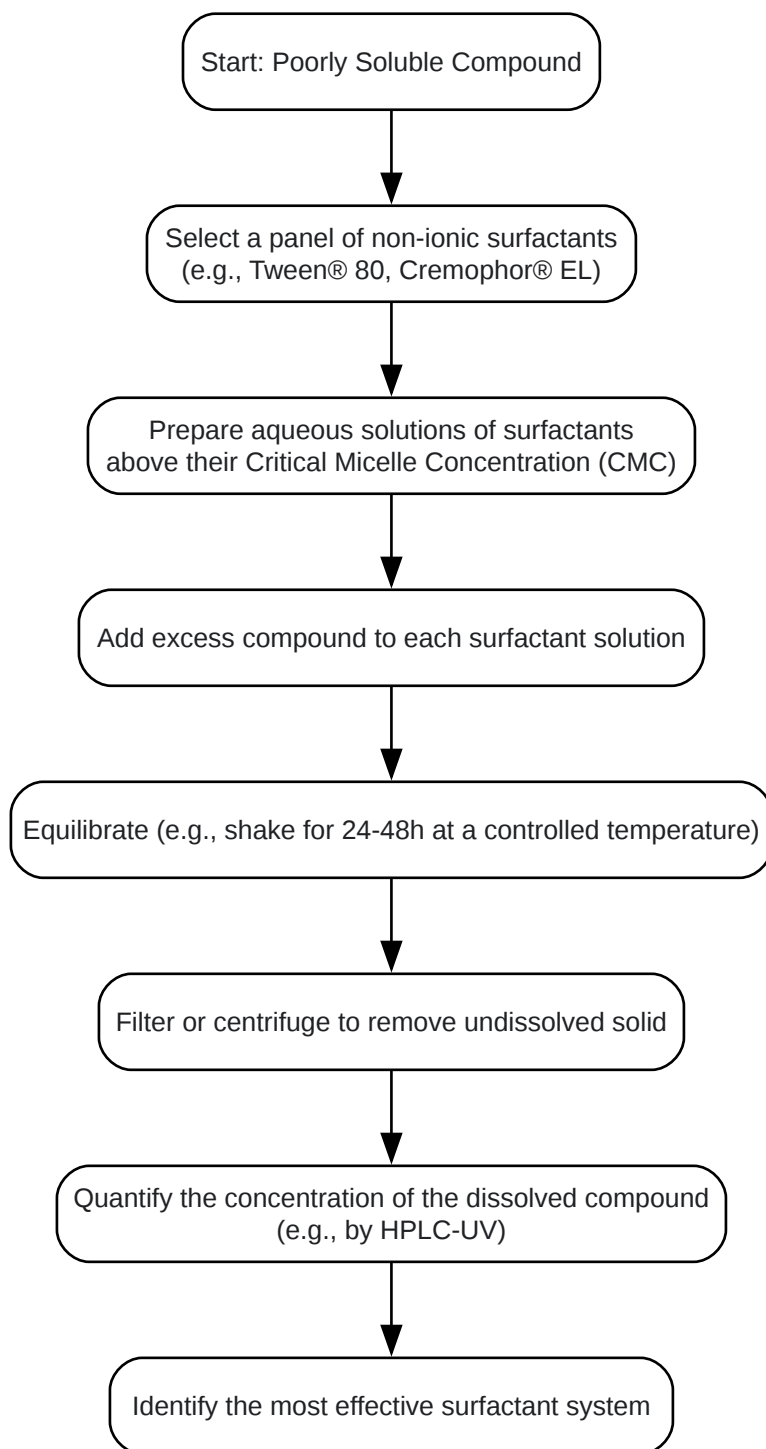 Start: Poorly Soluble Compound
Select a panel of non-ionic surfactants
(e.g., Tween® 80, Cremophor® EL)
Prepare aqueous solutions of surfactants
above their Critical Micelle Concentration (CMC)
Add excess compound to each surfactant solution
Equilibrate (e.g., shake for 24-48h at a controlled temperature)
Filter or centrifuge to remove undissolved solid
Quantify the concentration of the dissolved compound
(e.g., by HPLC-UV)
Identify the most effective surfactant system